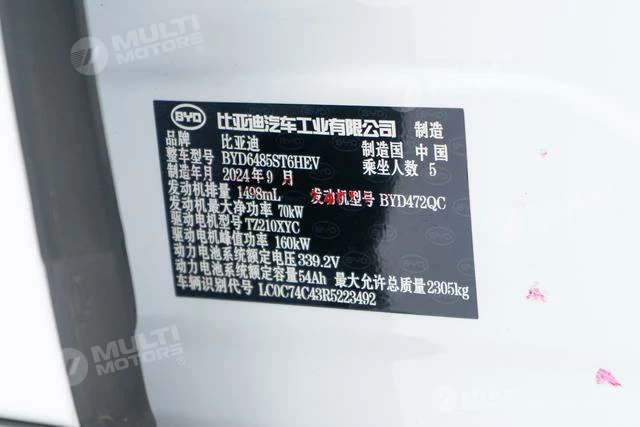 MULTI
MOTORS®
BYD 比亚迪汽车工业有限公司 制造
品牌 比亚迪 制造国 中国
整车型号 BYD6485ST6HEV 乘坐人数 5
制造年月 2024年9月
发动机排量 1498mL 发动机型号 BYD472QC
发动机最大净功率 70kW
驱动电机型号 TZ210XYC
驱动电机峰值功率 160kW
动力电池系统额定电压 339.2V
动力电池系统额定容量 54Ah 最大允许总质量 2305kg
车辆识别代号 LC0C74C43R5223492
MULTI
MOTORS®
MULTI